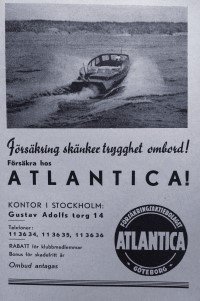 Försäkring skänker trygghet ombord!
Försäkra hos
ATLANTICA!
KONTOR I STOCKHOLM:
Gustav Adolfs torg 14
Telefoner:
11 36 34, 11 36 35, 11 36 36
RABATT för klubbmedlemmar
Bonus för skadefritt år
Ombud antagas
FÖRSÄKRINGSAKTIEBOLAGET
ATLANTICA
GÖTEBORG